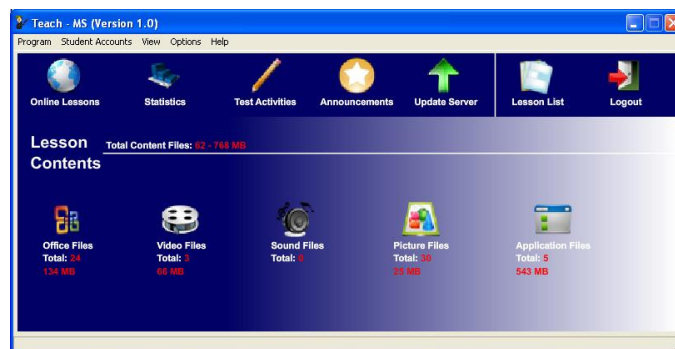 Teach - MS (Version 1.0)
Program Student Accounts View Options Help
Online Lessons Statistics Test Activities Announcements Update Server Lesson List Logout
Lesson Contents
Total Content Files: 62 - 768 MB
Office Files
Total: 24
134 MB
Video Files
Total: 3
66 MB
Sound Files
Total: 0
Picture Files
Total: 30
25 MB
Application Files
Total: 5
543 MB